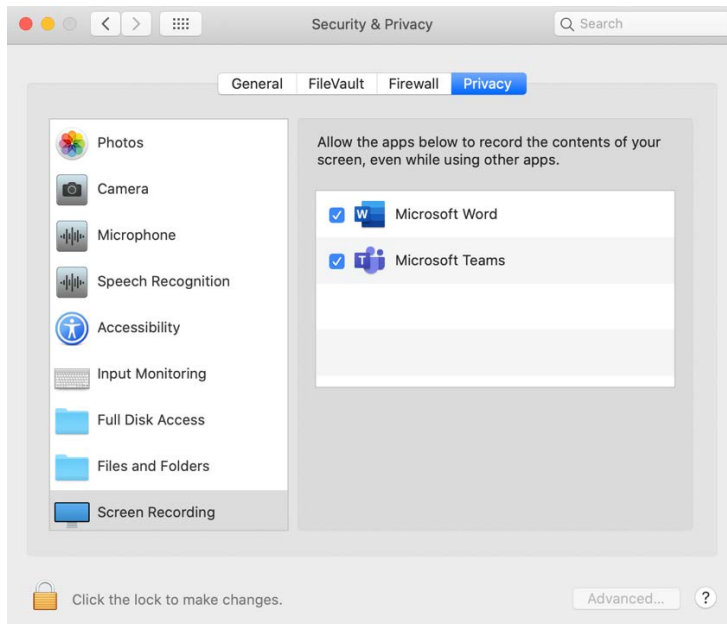 Security & Privacy
Search
General
FileVault
Firewall
Privacy
Photos
Camera
Microphone
Speech Recognition
Accessibility
Input Monitoring
Full Disk Access
Files and Folders
Screen Recording
Allow the apps below to record the contents of your
screen, even while using other apps.
W
Microsoft Word
T
Microsoft Teams
Click the lock to make changes.
Advanced...
?